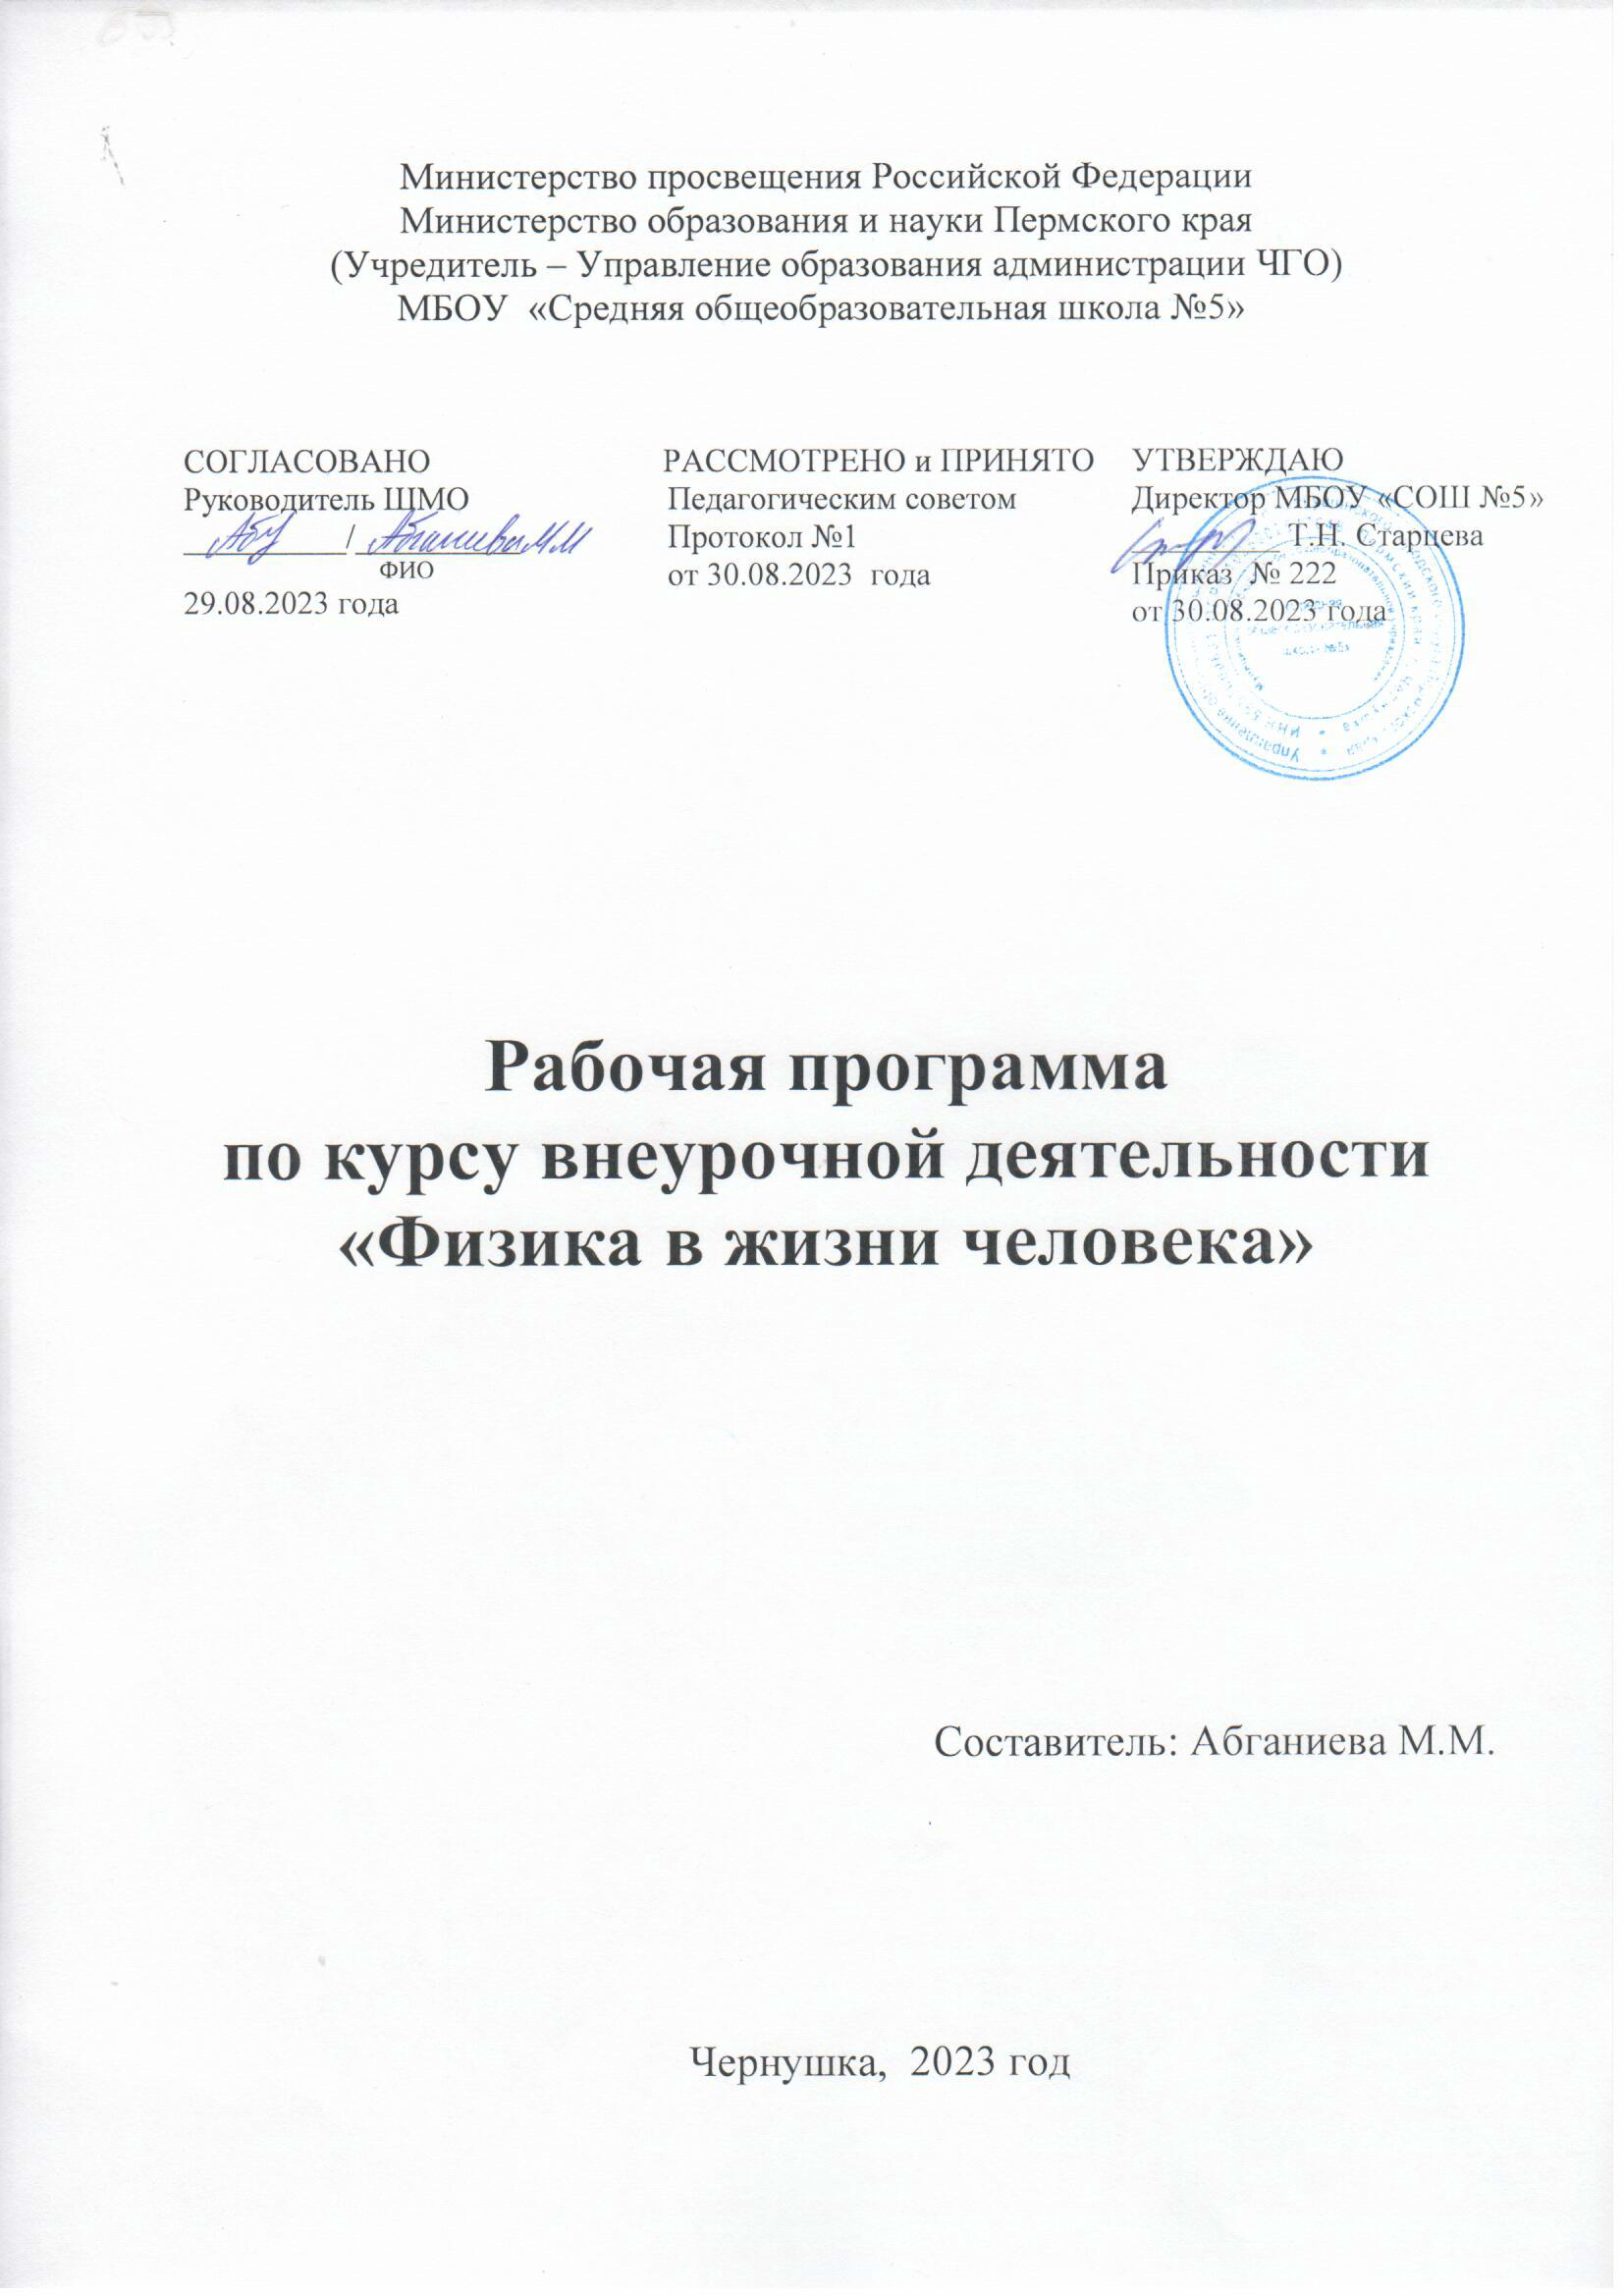 Министерство просвещения Российской Федерации
Министерство образования и науки Пермского края
(Учредитель – Управление образования администрации ЧГО)
МБОУ «Средняя общеобразовательная школа №5»
СОГЛАСОВАНО
Руководитель ШМО
/ Абганиева М М
ФИО
29.08.2023 года
РАССМОТРЕНО и ПРИНЯТО
Педагогическим советом
Протокол №1
от 30.08.2023 года
УТВЕРЖДАЮ
Директор МБОУ «СОШ №5»
Т.Н. Старцева
Приказ № 222
от 30.08.2023 года
Рабочая программа
по курсу внеурочной деятельности
«Физика в жизни человека»
Составитель: Абганиева М.М.
Чернушка, 2023 год